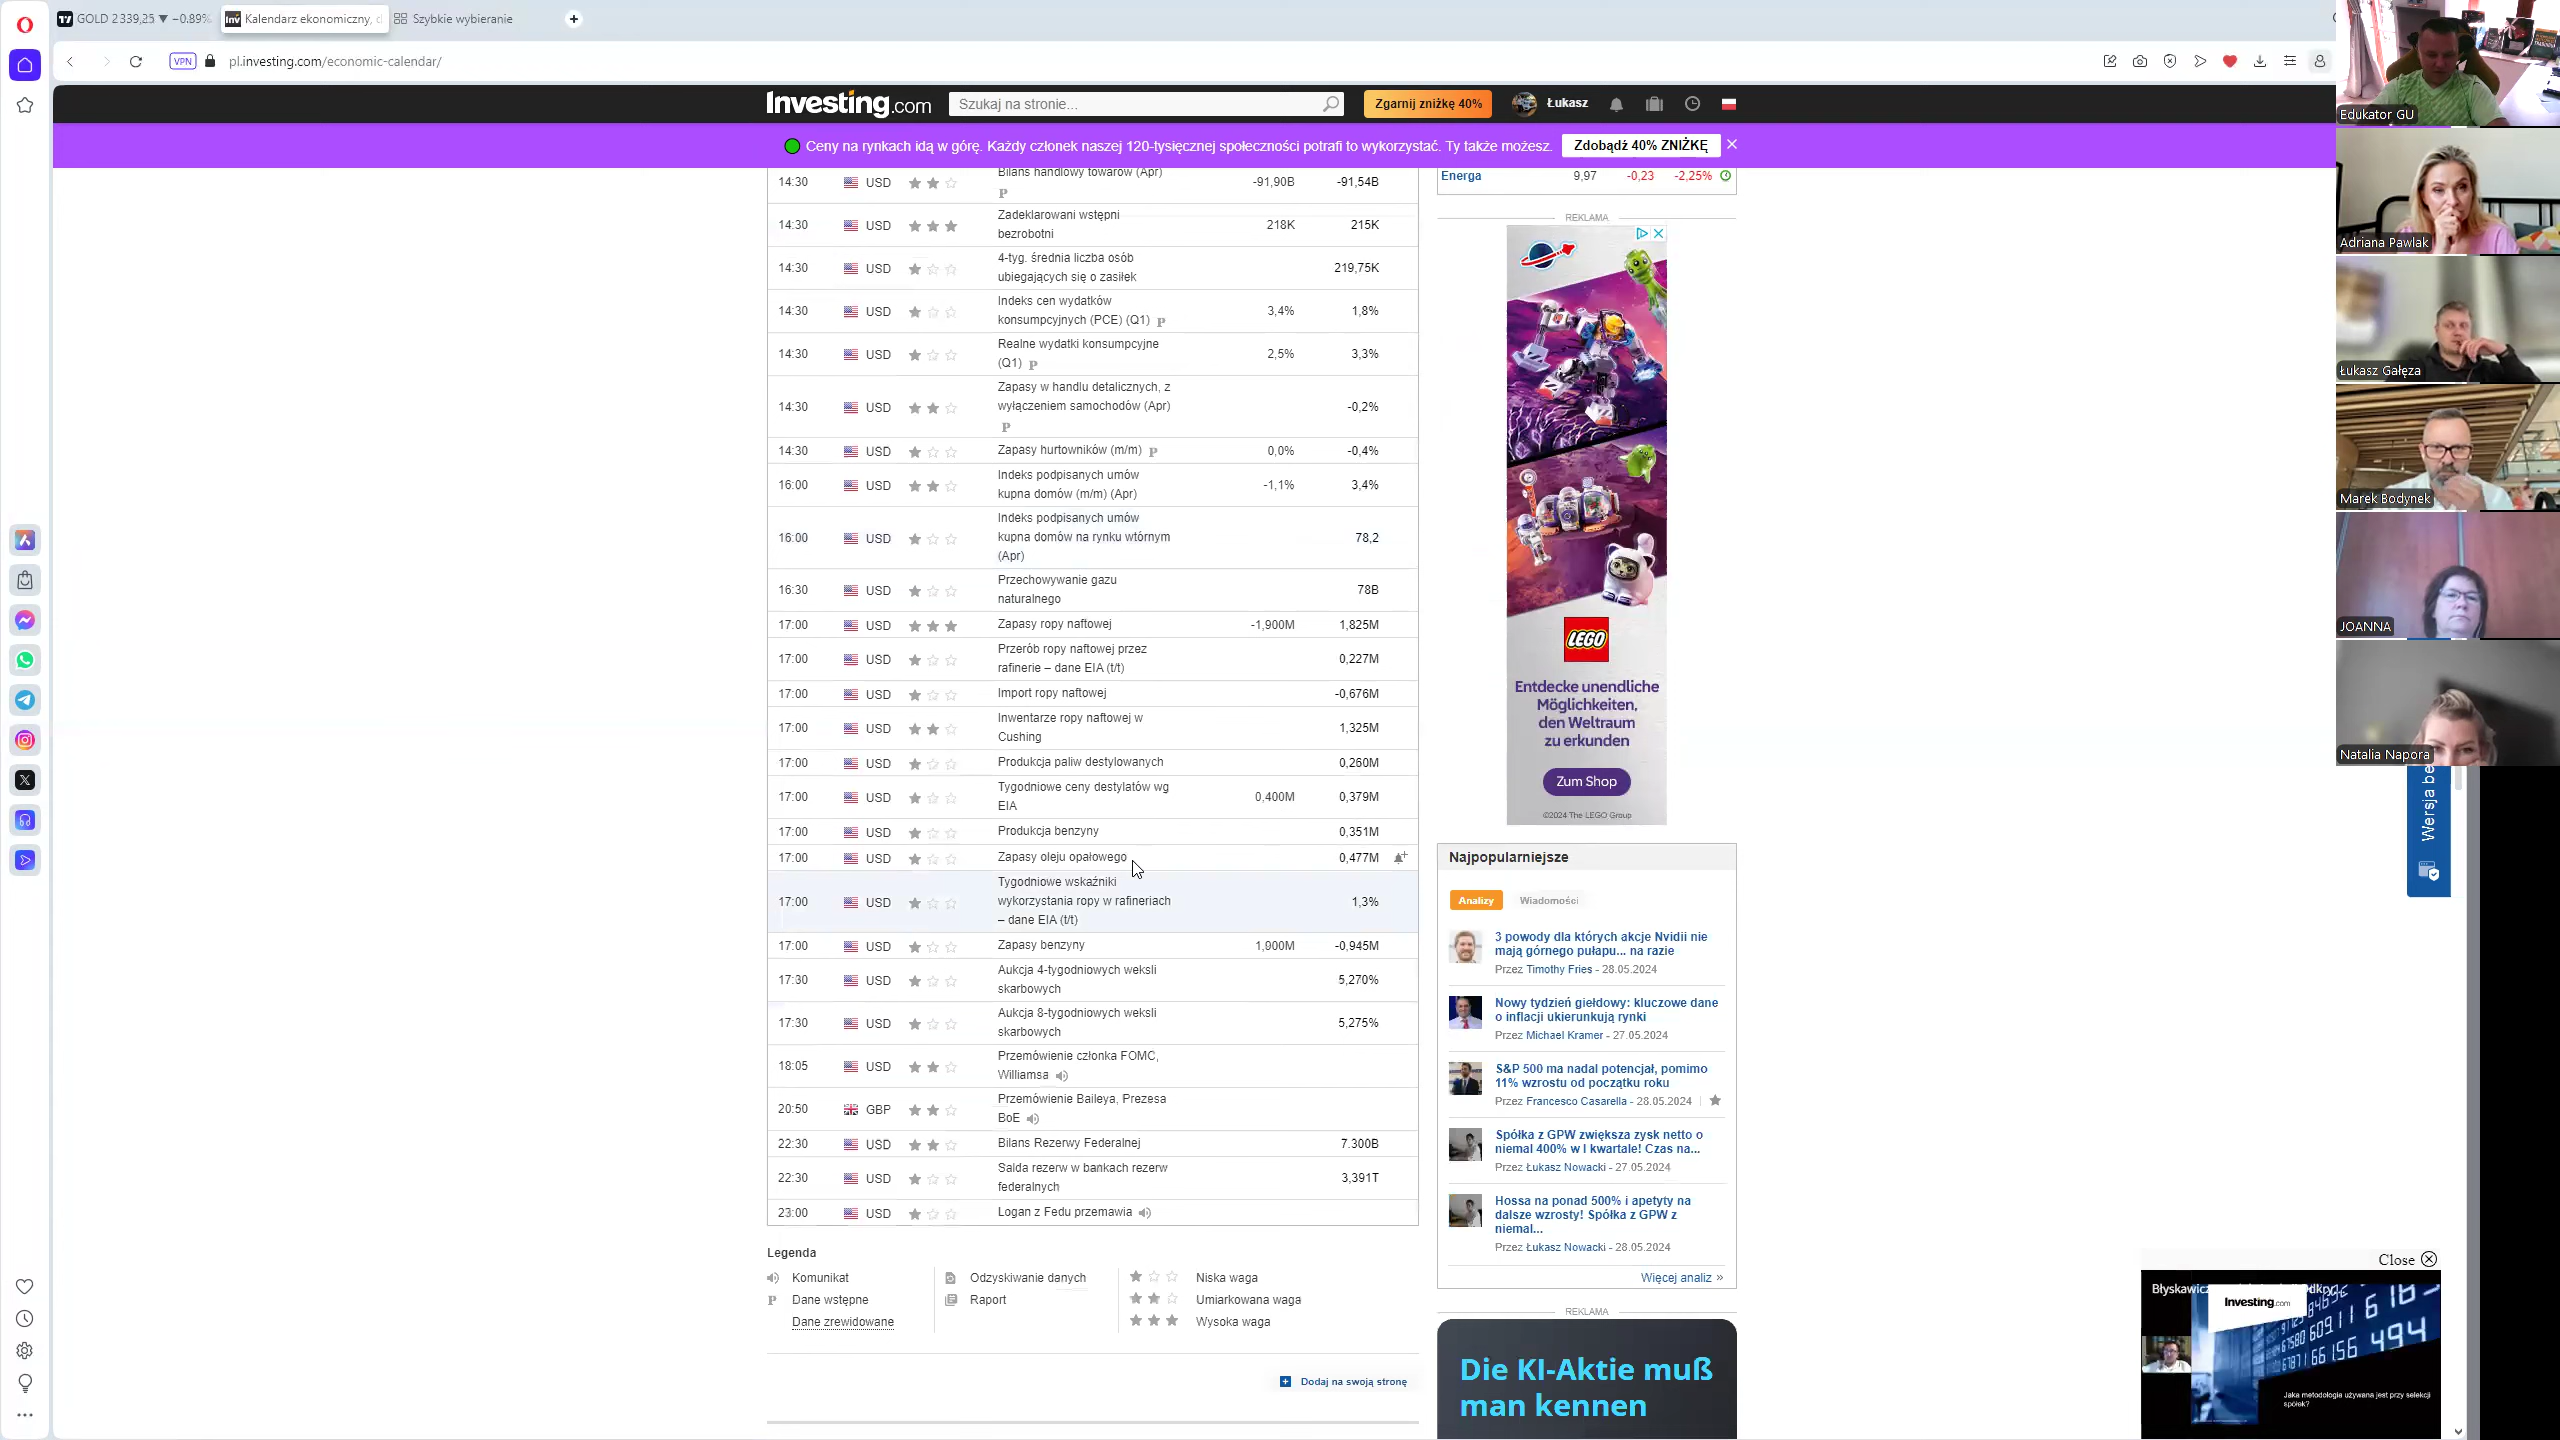 GOLD 2 339,25 ▼ −0.89%
Kalendarz ekonomiczny, d
Szybkie wybieranie
VPN
pl.investing.com/economic-calendar/
Investing.com
Szukaj na stronie...
Zgarnij zniżkę 40%
Łukasz
Ceny na rynkach idą w górę. Każdy członek naszej 120-tysięcznej społeczności potrafi to wykorzystać. Ty także możesz.
Zdobądź 40% ZNIŻKĘ
14:30 USD Bilans handlowy towarów (Apr) -91,90B -91,54B
P
14:30 USD Zadeklarowani wstępni -218K 215K
bezrobotni
14:30 USD 4-tyg. średnia liczba osób 219,75K
ubiegających się o zasiłek
14:30 USD Indeks cen wydatków 3,4% 1,8%
konsumpcyjnych (PCE) (Q1) P
14:30 USD Realne wydatki konsumpcyjne 2,5% 3,3%
(Q1) P
14:30 USD Zapasy w handlu detalicznych, z -0,2%
wyłączeniem samochodów (Apr)
P
14:30 USD Zapasy hurtowników (m/m) P 0,0% -0,4%
16:00 USD Indeks podpisanych umów -1,1% 3,4%
kupna domów (m/m) (Apr)
16:00 USD Indeks podpisanych umów 78,2
kupna domów na rynku wtórnym
(Apr)
16:30 USD Przechowywanie gazu 78B
naturalnego
17:00 USD Zapasy ropy naftowej -1,900M 1,825M
17:00 USD Przerób ropy naftowej przez 0,227M
rafinerie – dane EIA (t/t)
17:00 USD Import ropy naftowej -0,676M
17:00 USD Inwentarze ropy naftowej w 1,325M
Cushing
17:00 USD Produkcja paliw destylowanych 0,260M
17:00 USD Tygodniowe ceny destylatów wg 0,400M 0,379M
EIA
17:00 USD Produkcja benzyny 0,351M
17:00 USD Zapasy oleju opałowego 0,477M
17:00 USD Tygodniowe wskaźniki 1,3%
wykorzystania ropy w rafineriach
– dane EIA (t/t)
17:00 USD Zapasy benzyny 1,900M -0,945M
17:30 USD Aukcja 4-tygodniowych weksli 5,270%
skarbowych
17:30 USD Aukcja 8-tygodniowych weksli 5,275%
skarbowych
18:05 USD Przemówienie członka FOMC,
Williamsa
20:50 GBP Przemówienie Baileya, Prezesa
BoE
22:30 USD Bilans Rezerwy Federalnej 7.300B
22:30 USD Salda rezerw w bankach rezerw 3,391T
federalnych
23:00 USD Logan z Fedu przemawia
Legenda
Komunikat
P Dane wstępne
Dane zrewidowane
Odzyskiwanie danych
Raport
Niska waga
Umiarkowana waga
Wysoka waga
Dodaj na swoją stronę
Energa 9,97 -0,23 -2,25%
REKLAMA
LEGO
Entdecke unendliche
Möglichkeiten,
den Weltraum
zu erkunden
Zum Shop
©2024 The LEGO Group
Najpopularniejsze
Analizy Wiadomości
3 powody dla których akcje Nvidii nie
mają górnego pułapu... na razie
Przez Timothy Fries - 28.05.2024
Nowy tydzień giełdowy: kluczowe dane
o inflacji ukierunkują rynki
Przez Michael Kramer - 27.05.2024
S&P 500 ma nadal potencjał, pomimo
11% wzrostu od początku roku
Przez Francesco Casarella - 28.05.2024
Spółka z GPW zwiększa zysk netto o
niemal 400% w I kwartale! Czas na...
Przez Łukasz Nowacki - 27.05.2024
Hossa na ponad 500% i apetyty na
dalsze wzrosty! Spółka z GPW z
niemal...
Przez Łukasz Nowacki - 28.05.2024
Więcej analiz »
REKLAMA
Die KI-Aktie muß
man kennen
Edukator GU
Adriana Pawlak
Łukasz Gałęza
Marek Bodynek
JOANNA
Natalia Napora
Wersja be
Close
Błyskawicz
Investing.com
Jaka metodologia używana jest przy selekcji
spółek?